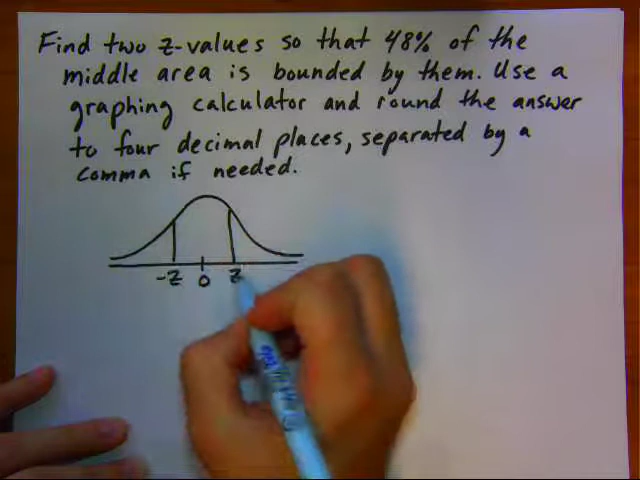 Find two z-values so that 48% of the
middle area is bounded by them. Use a
graphing calculator and round the answer
to four decimal places, separated by a
comma if needed.
-z 0 z